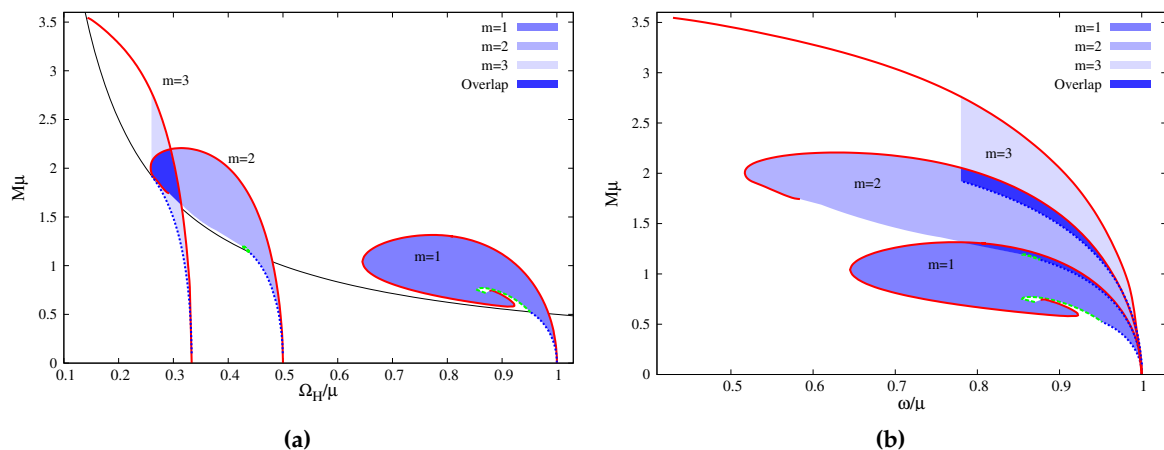 3.5
3
2.5
2
1.5
1
0.5
0
Mμ
0.1 0.2 0.3 0.4 0.5 0.6 0.7 0.8 0.9 1
Ω_H/μ
m=1
m=2
m=3
Overlap
m=3
m=2
m=1
(a)
3.5
3
2.5
2
1.5
1
0.5
0
Mμ
0.5 0.6 0.7 0.8 0.9 1
ω/μ
m=1
m=2
m=3
Overlap
m=3
m=2
m=1
(b)